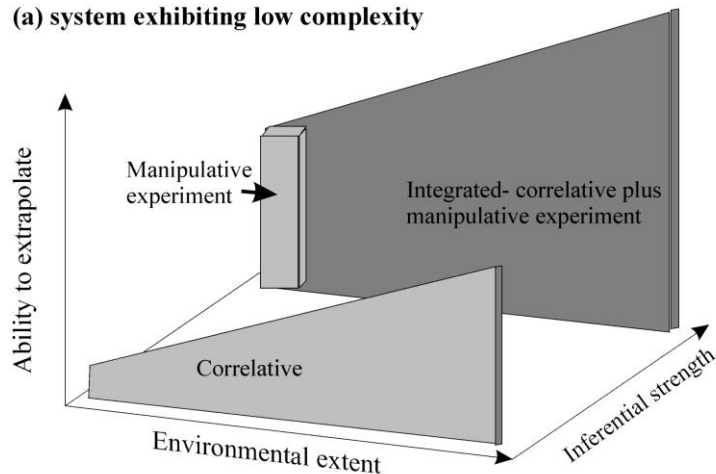 (a) system exhibiting low complexity
Manipulative
experiment
Integrated- correlative plus
manipulative experiment
Ability to extrapolate
Correlative
Environmental extent
Inferential strength